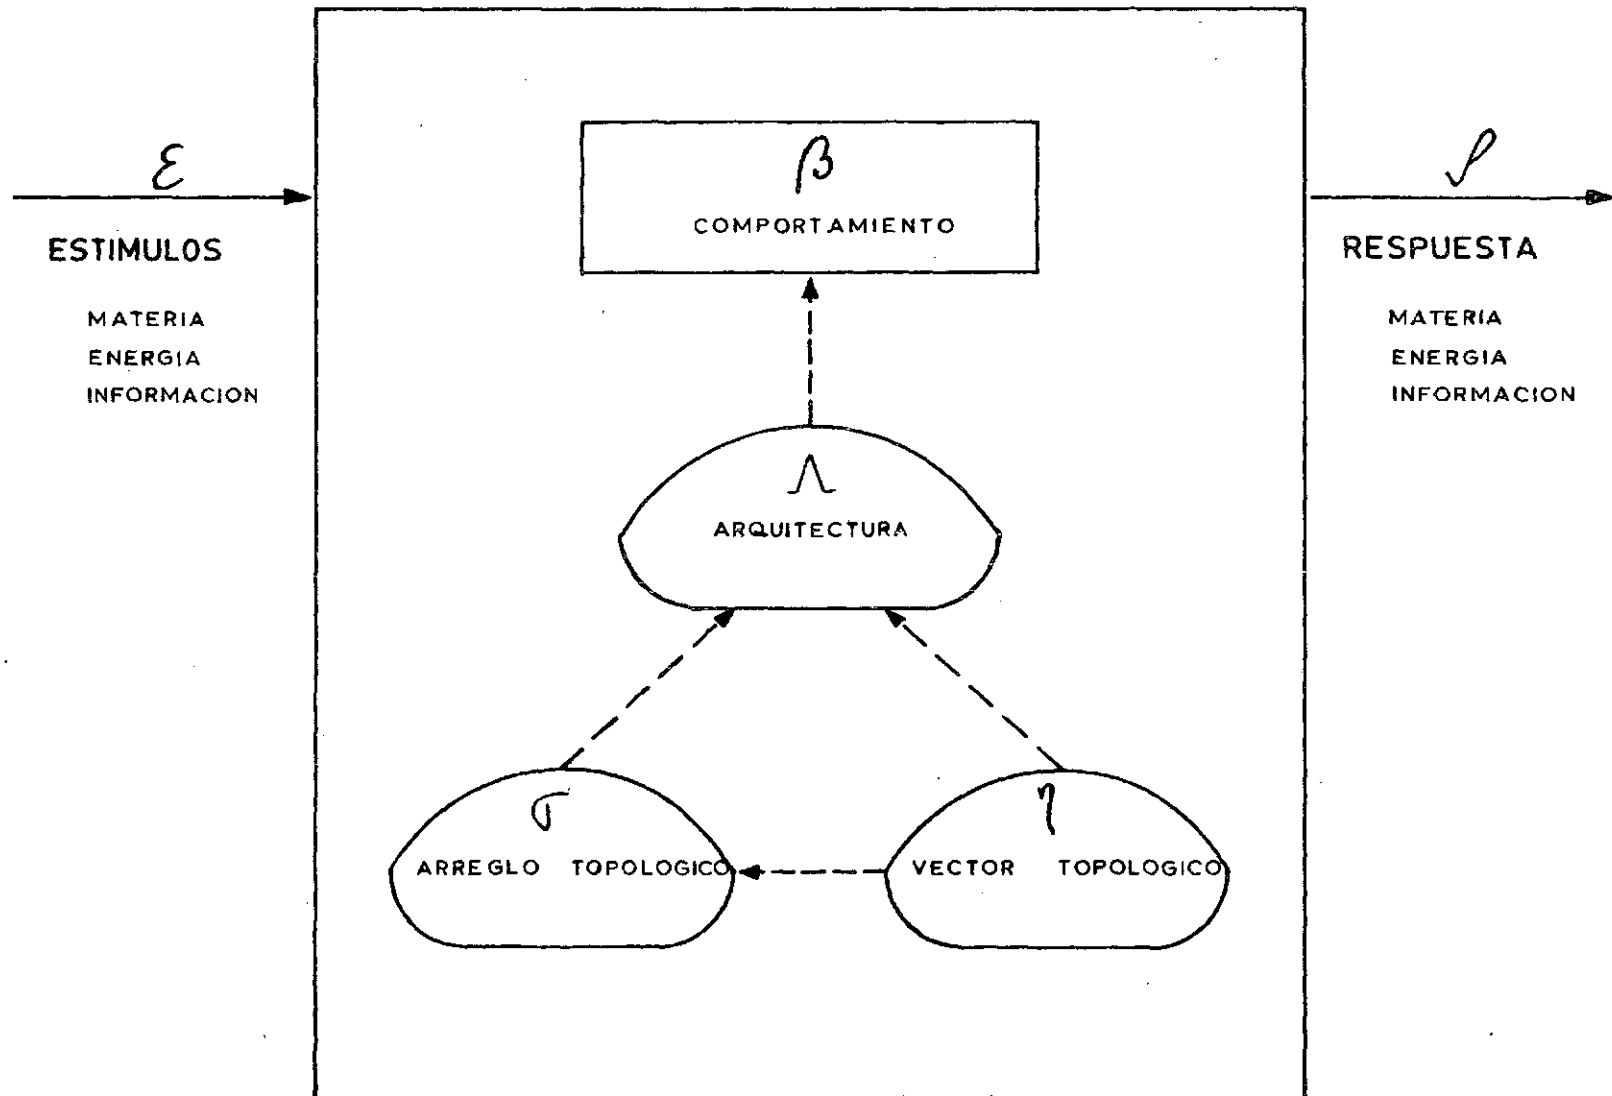 ε
ESTIMULOS
MATERIA
ENERGIA
INFORMACION
β
COMPORTAMIENTO
Λ
ARQUITECTURA
σ
ARREGLO TOPOLOGICO
η
VECTOR TOPOLOGICO
ρ
RESPUESTA
MATERIA
ENERGIA
INFORMACION